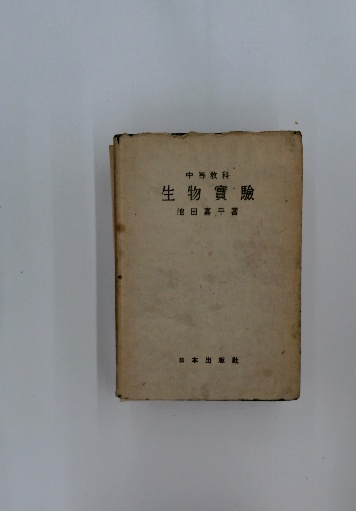 中等教科
生物實驗
池田嘉平著
日本出版社